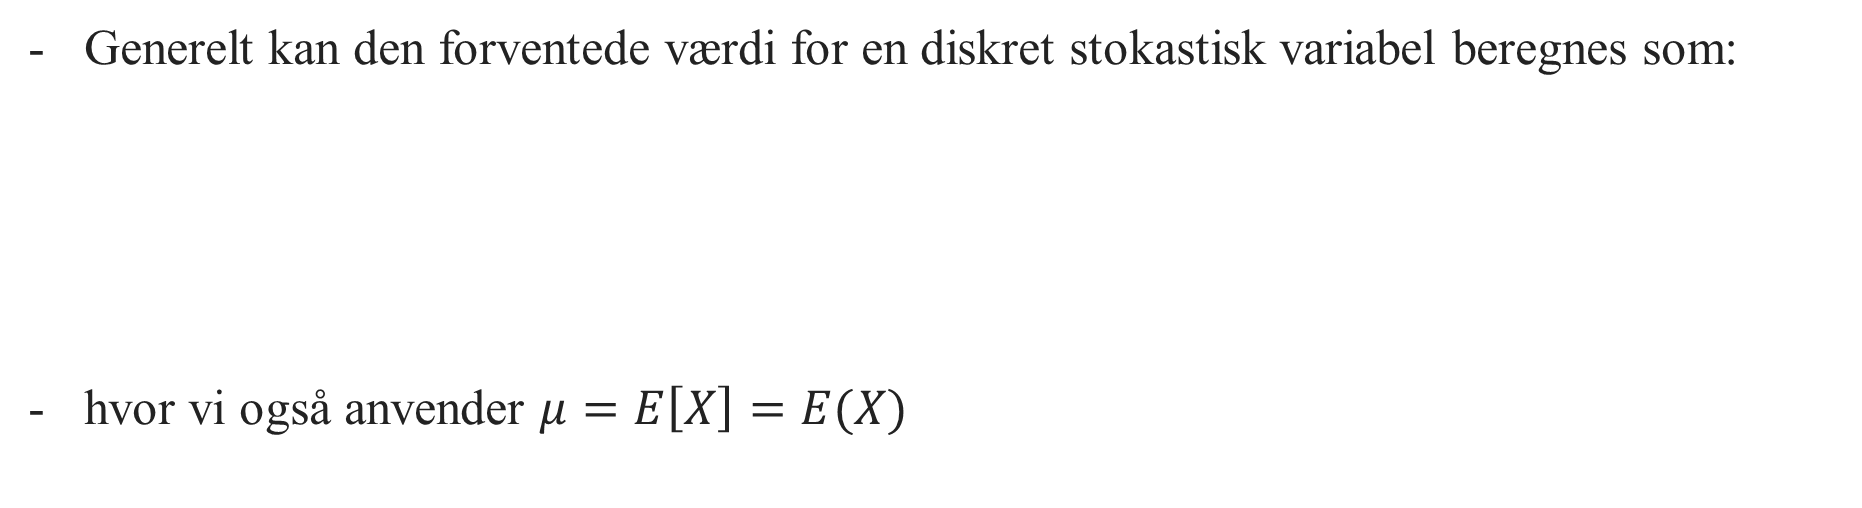 - Generelt kan den forventede værdi for en diskret stokastisk variabel beregnes som:
- hvor vi også anvender μ = E[X] = E(X)